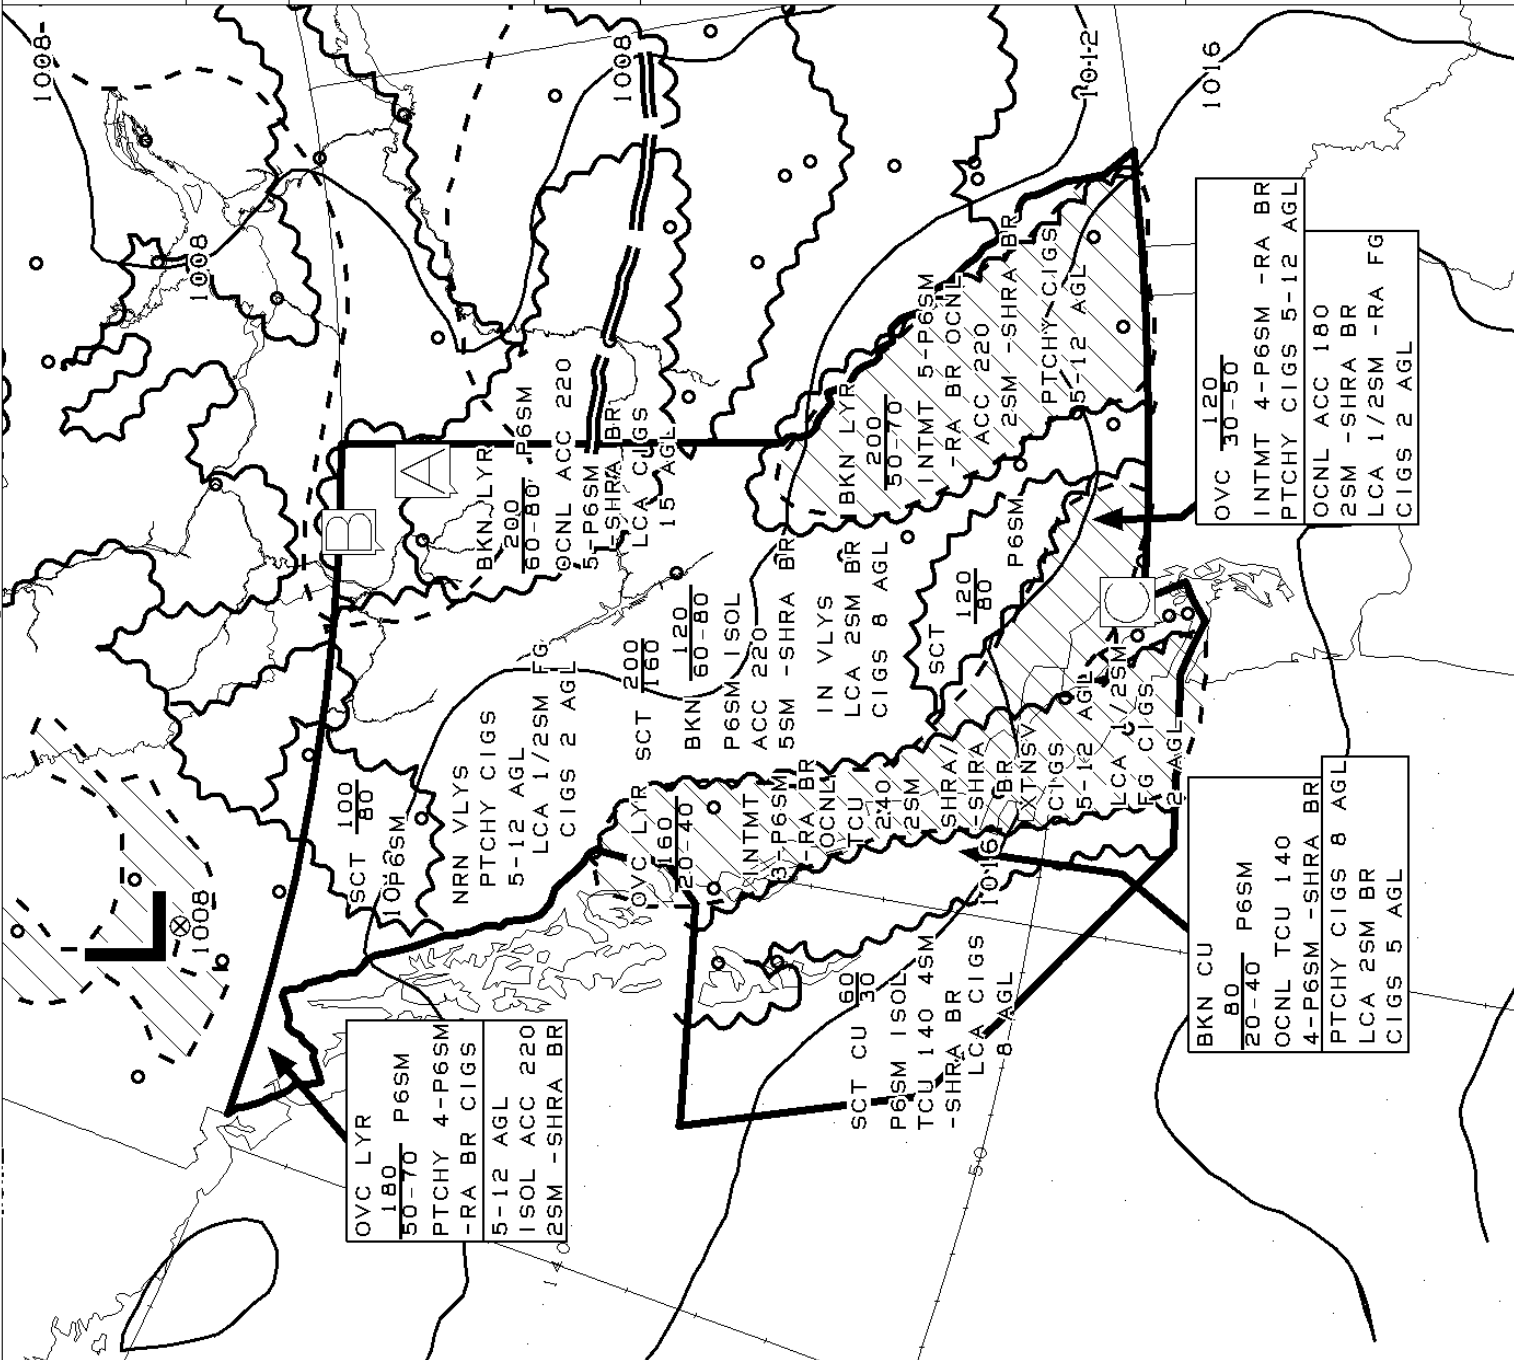 1008
1008
1012
1016
1008
1008
1012
1016
140
50
A
B
C
BKN LYR
200
60-80 P6SM
OCNL ACC 220
5-P6SM
-SHRA BR
LCA CIGS
15 AGL
SCT 100
80
P6SM
NRN VLYS
PTCHY CIGS
5-12 AGL
LCA 1/2SM FG
CIGS 2 AGL
SCT 200
160
BKN 120
60-80
P6SM ISOL
ACC 220
5SM -SHRA BR
IN VLYS
LCA 2SM BR
CIGS 8 AGL
SCT 120
80
P6SM
BKN LYR
200
50-70
INTMT 5-P6SM
-RA BR OCNL
ACC 220
2SM -SHRA BR
PTCHY CIGS
5-12 AGL
OVC LYR
160
20-40
INTMT
3-P6SM
-RA BR
OCNL
TCU
240
2SM
SHRA/
-SHRA
BR
XTNSV
CIGS
5-12 AGL
LCA 1/2SM
FG CIGS
2 AGL
SCT CU 60
30
P6SM ISOL
TCU 140 4SM
-SHRA BR
LCA CIGS
8 AGL
OVC LYR
180
50-70 P6SM
PTCHY 4-P6SM
-RA BR CIGS
5-12 AGL
ISOL ACC 220
2SM -SHRA BR
OVC 120
30-50
INTMT 4-P6SM -RA BR
PTCHY CIGS 5-12 AGL
OCNL ACC 180
2SM -SHRA BR
LCA 1/2SM -RA FG
CIGS 2 AGL
BKN CU
80
20-40 P6SM
OCNL TCU 140
4-P6SM -SHRA BR
PTCHY CIGS 8 AGL
LCA 2SM BR
CIGS 5 AGL